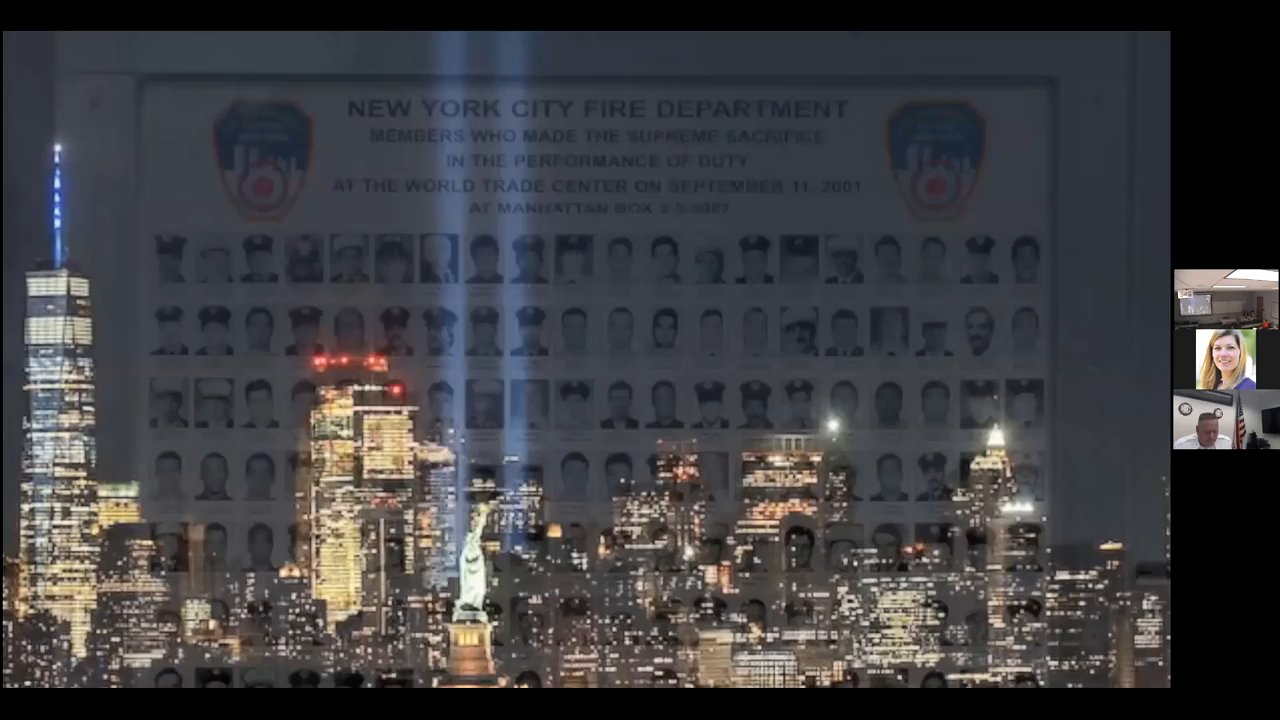 NEW YORK CITY FIRE DEPARTMENT
MEMBERS WHO MADE THE SUPREME SACRIFICE
IN THE PERFORMANCE OF DUTY
AT THE WORLD TRADE CENTER ON SEPTEMBER 11, 2001
AT MANHATTAN BOX